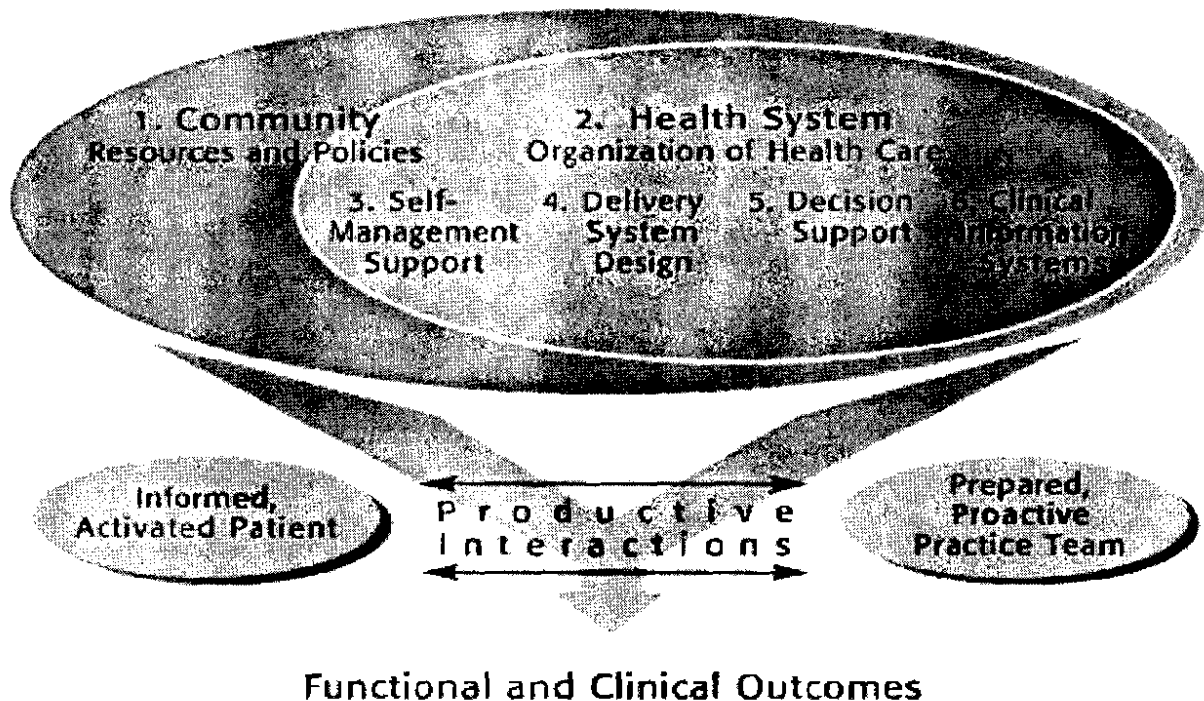 1. Community
Resources and Policies
2. Health System
Organization of Health Care
3. Self-
Management
Support
4. Delivery
System
Design
5. Decision
Support
6. Clinical
Information
Systems
Informed,
Activated Patient
Productive
Interactions
Prepared,
Proactive
Practice Team
Functional and Clinical Outcomes